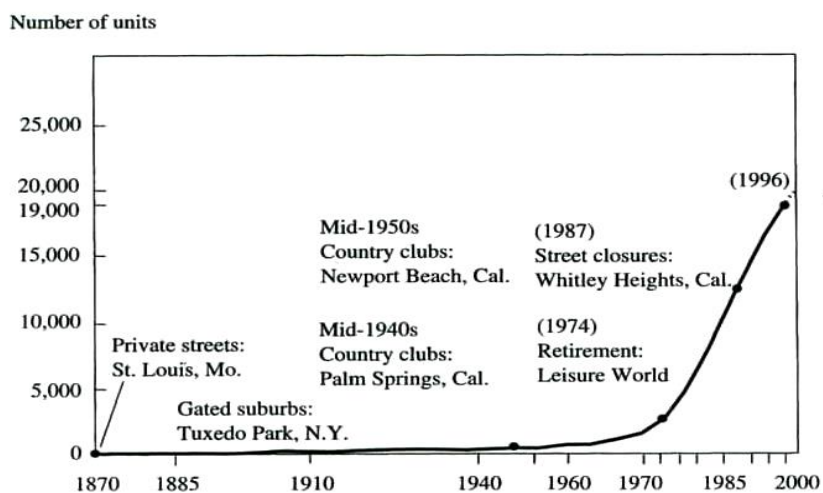 Number of units
25,000
20,000
19,000
15,000
10,000
5,000
0
(1996)
Mid-1950s
Country clubs:
Newport Beach, Cal.
(1987)
Street closures:
Whitley Heights, Cal.
Mid-1940s
Country clubs:
Palm Springs, Cal.
(1974)
Retirement:
Leisure World
Private streets:
St. Louïs, Mo.
Gated suburbs:
Tuxedo Park, N.Y.
1870 1885 1910 1940 1960 1970 1985 2000